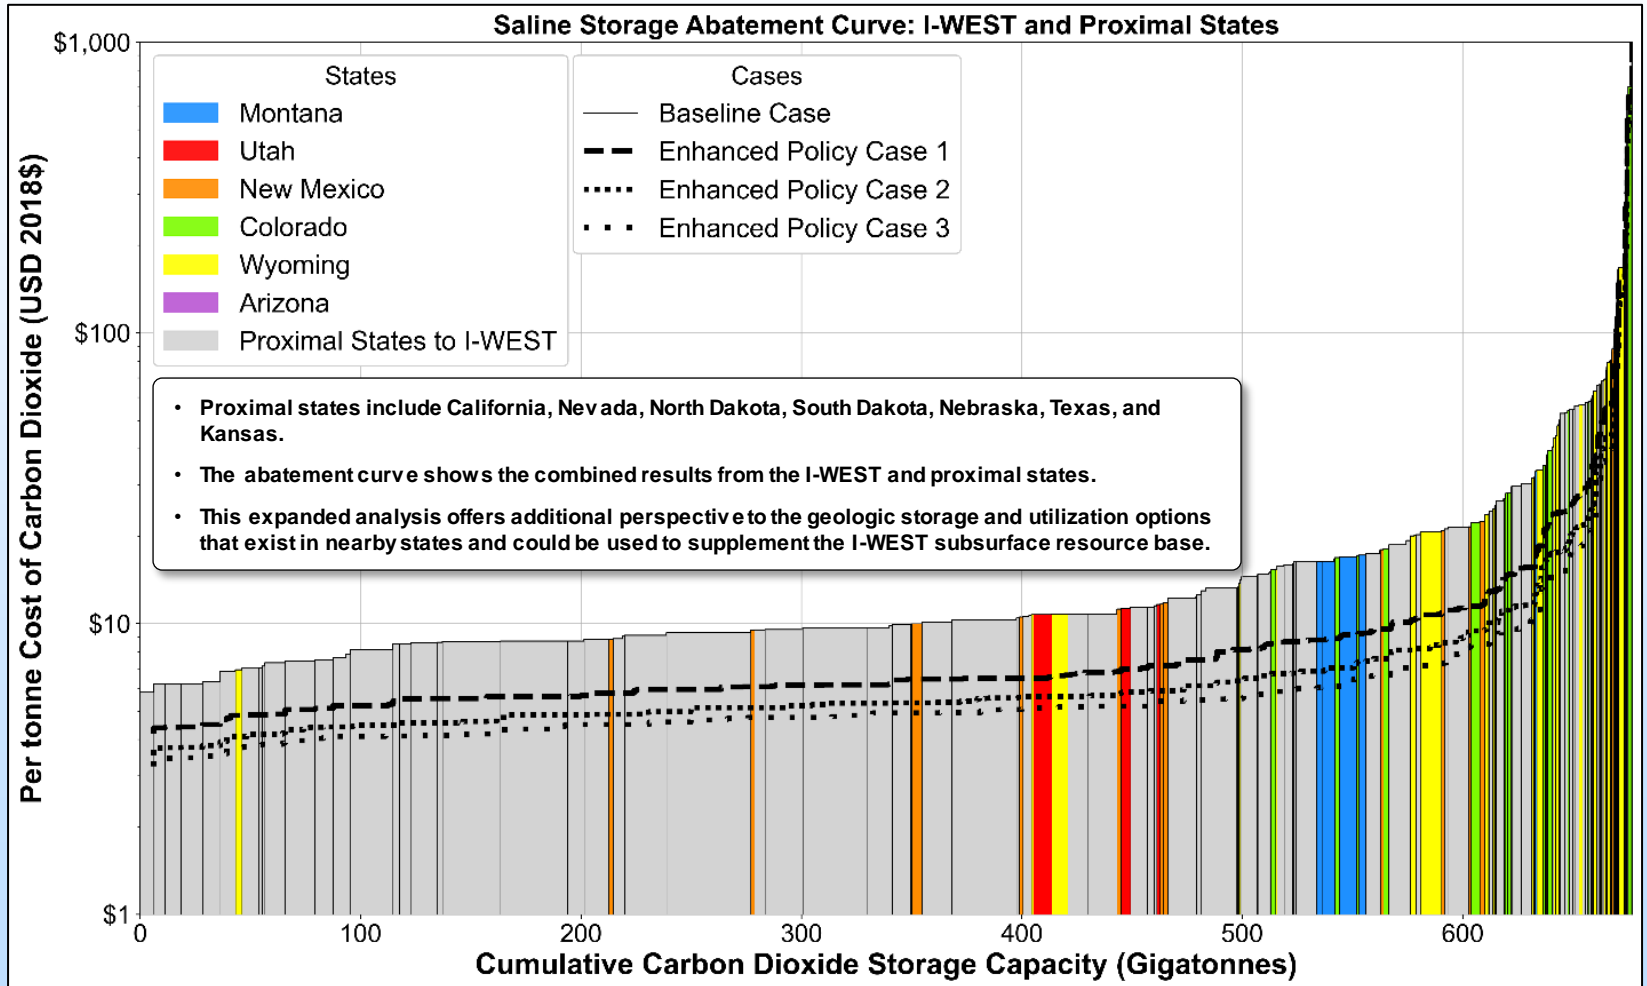 Saline Storage Abatement Curve: I-WEST and Proximal States
Per tonne Cost of Carbon Dioxide (USD 2018$)
$1,000
$100
$10
$1
States
Montana
Utah
New Mexico
Colorado
Wyoming
Arizona
Proximal States to I-WEST
Cases
Baseline Case
Enhanced Policy Case 1
Enhanced Policy Case 2
Enhanced Policy Case 3
• Proximal states include California, Nevada, North Dakota, South Dakota, Nebraska, Texas, and
Kansas.
• The abatement curve shows the combined results from the I-WEST and proximal states.
• This expanded analysis offers additional perspective to the geologic storage and utilization options
that exist in nearby states and could be used to supplement the I-WEST subsurface resource base.
0 100 200 300 400 500 600
Cumulative Carbon Dioxide Storage Capacity (Gigatonnes)